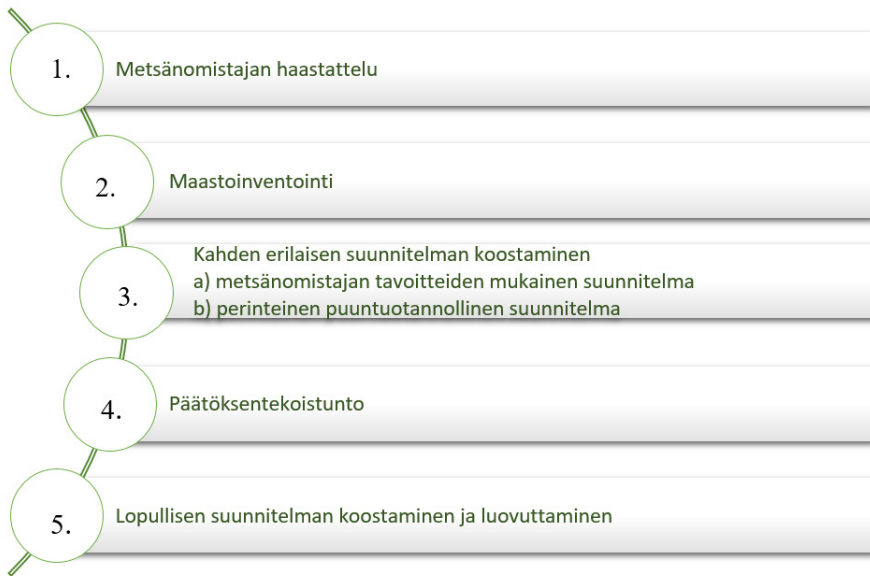 1. Metsänomistajan haastattelu
2. Maastoinventointi
3. Kahden erilaisen suunnitelman koostaminen
a) metsänomistajan tavoitteiden mukainen suunnitelma
b) perinteinen puuntuotannollinen suunnitelma
4. Päätöksentekoistunto
5. Lopullisen suunnitelman koostaminen ja luovuttaminen